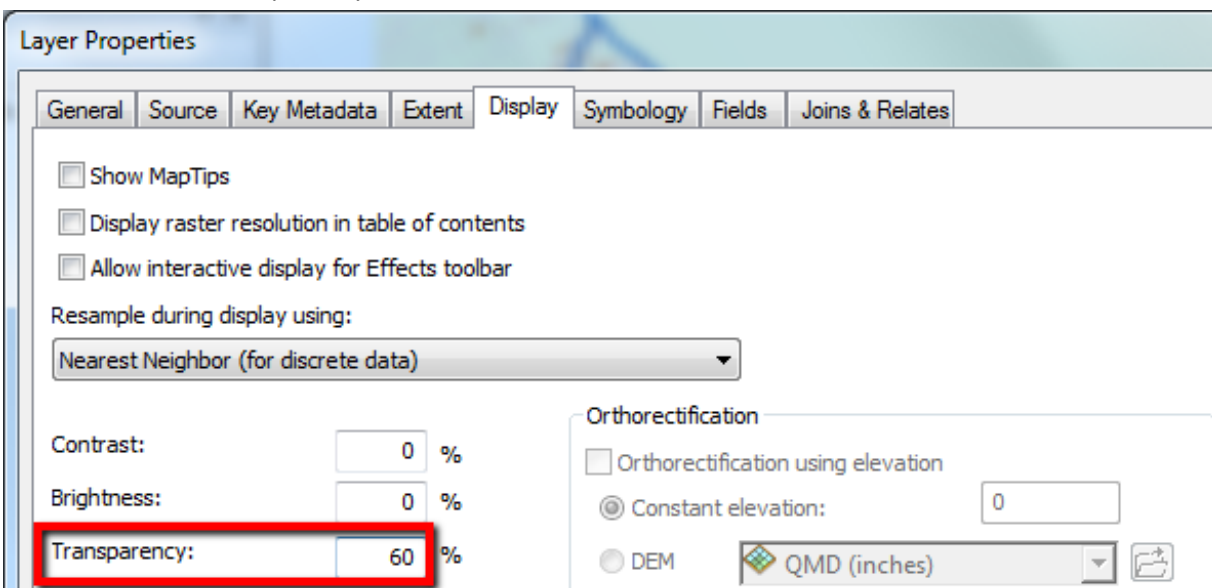 Layer Properties
General Source Key Metadata Extent Display Symbology Fields Joins & Relates
Show MapTips
Display raster resolution in table of contents
Allow interactive display for Effects toolbar
Resample during display using:
Nearest Neighbor (for discrete data)
Orthorectification
Contrast: 0 %
Orthorectification using elevation
Brightness: 0 %
Constant elevation: 0
Transparency: 60 %
DEM QMD (inches)